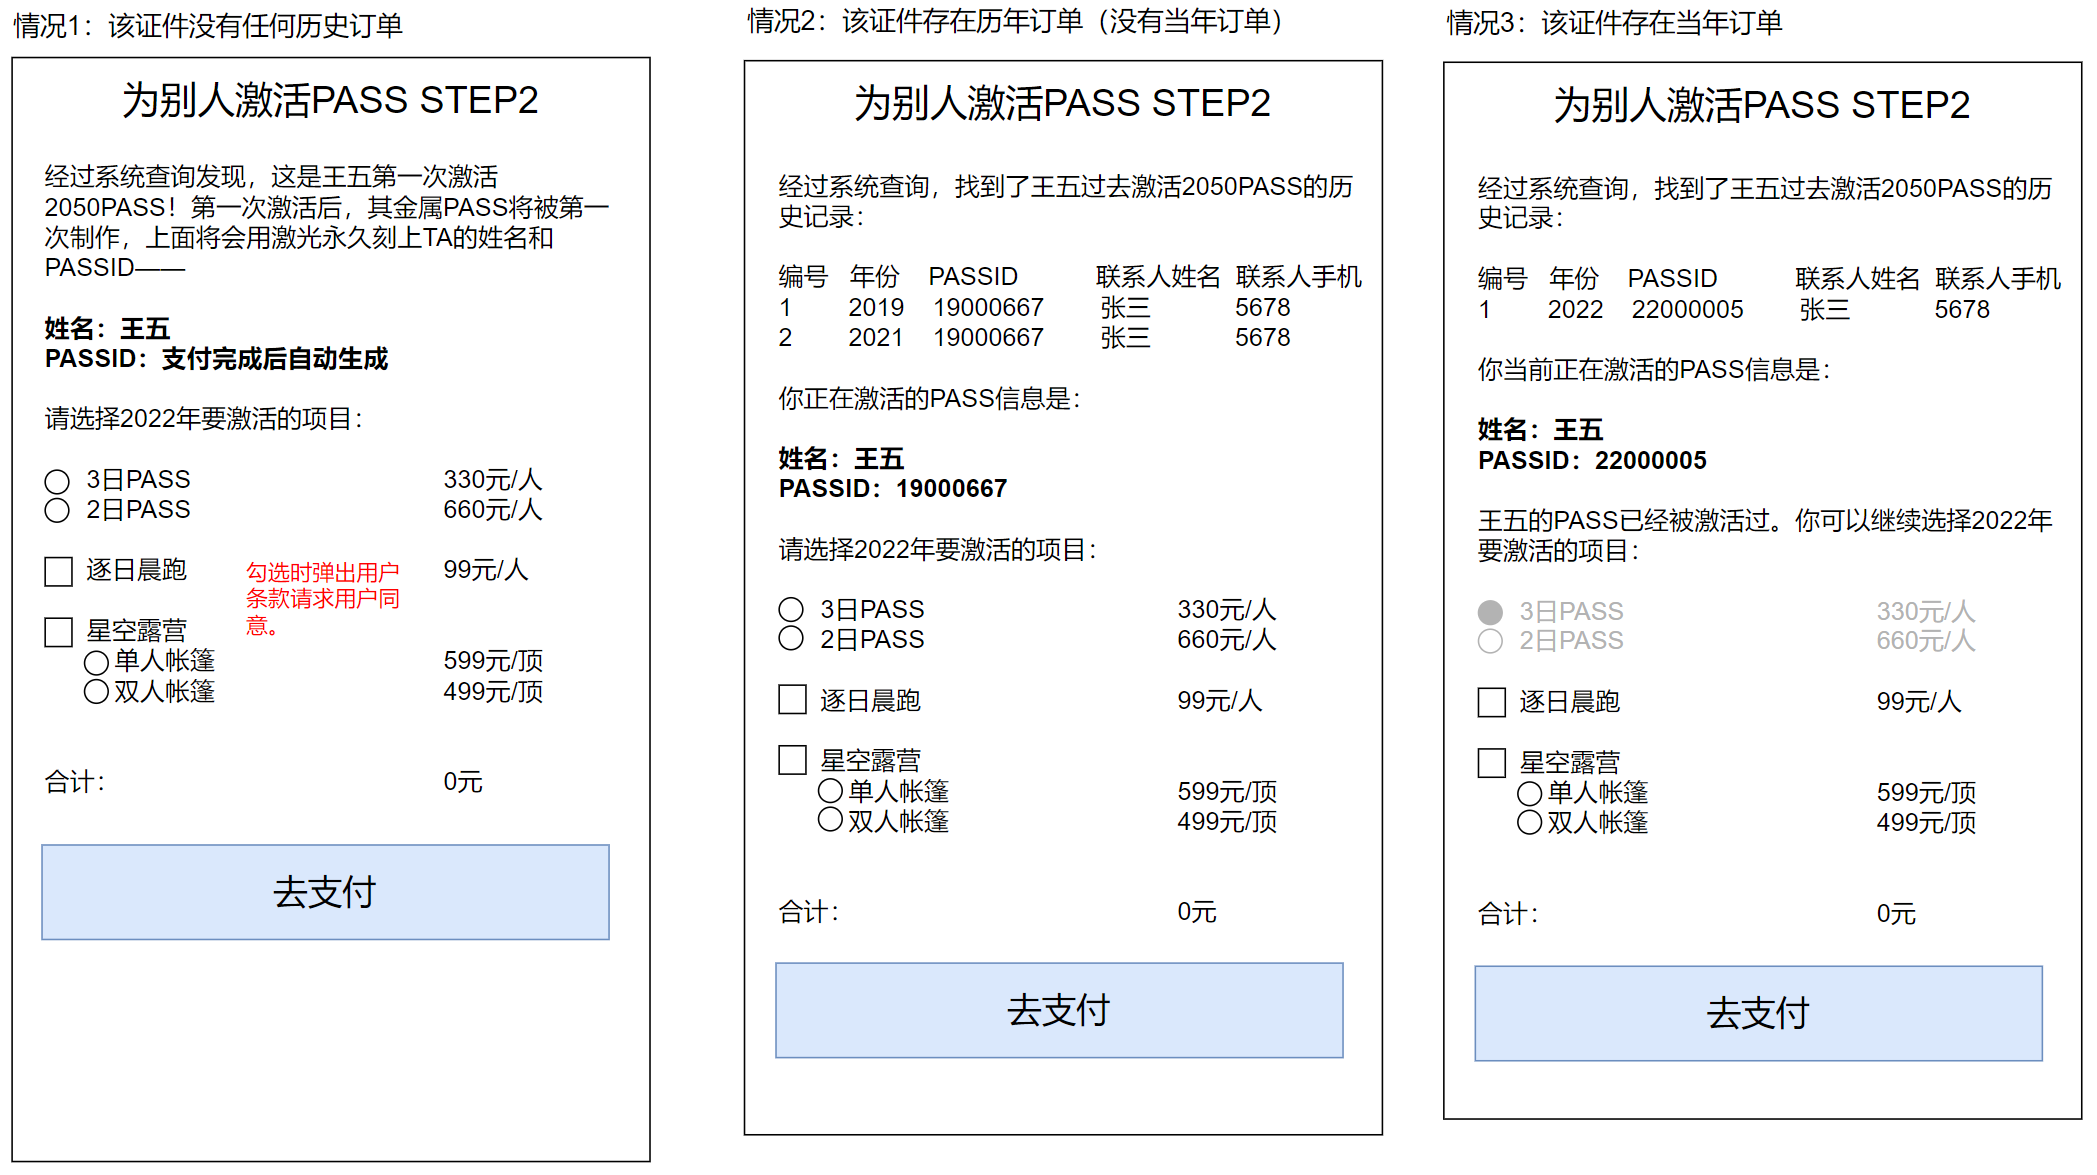 情况1：该证件没有任何历史订单
为别人激活PASS STEP2
经过系统查询发现，这是王五第一次激活
2050PASS！第一次激活后，其金属PASS将被第一
次制作，上面将会用激光永久刻上TA的姓名和
PASSID——
姓名：王五
PASSID：支付完成后自动生成
请选择2022年要激活的项目：
3日PASS 330元/人
2日PASS 660元/人
逐日晨跑 99元/人
勾选时弹出用户
条款请求用户同
意。
星空露营
单人帐篷 599元/顶
双人帐篷 499元/顶
合计： 0元
去支付
情况2：该证件存在历年订单（没有当年订单）
为别人激活PASS STEP2
经过系统查询，找到了王五过去激活2050PASS的历
史记录：
编号 年份 PASSID 联系人姓名 联系人手机
1 2019 19000667 张三 5678
2 2021 19000667 张三 5678
你正在激活的PASS信息是：
姓名：王五
PASSID：19000667
请选择2022年要激活的项目：
3日PASS 330元/人
2日PASS 660元/人
逐日晨跑 99元/人
星空露营
单人帐篷 599元/顶
双人帐篷 499元/顶
合计： 0元
去支付
情况3：该证件存在当年订单
为别人激活PASS STEP2
经过系统查询，找到了王五过去激活2050PASS的历
史记录：
编号 年份 PASSID 联系人姓名 联系人手机
1 2022 22000005 张三 5678
你当前正在激活的PASS信息是：
姓名：王五
PASSID：22000005
王五的PASS已经被激活过。你可以继续选择2022年
要激活的项目：
3日PASS 330元/人
2日PASS 660元/人
逐日晨跑 99元/人
星空露营
单人帐篷 599元/顶
双人帐篷 499元/顶
合计： 0元
去支付